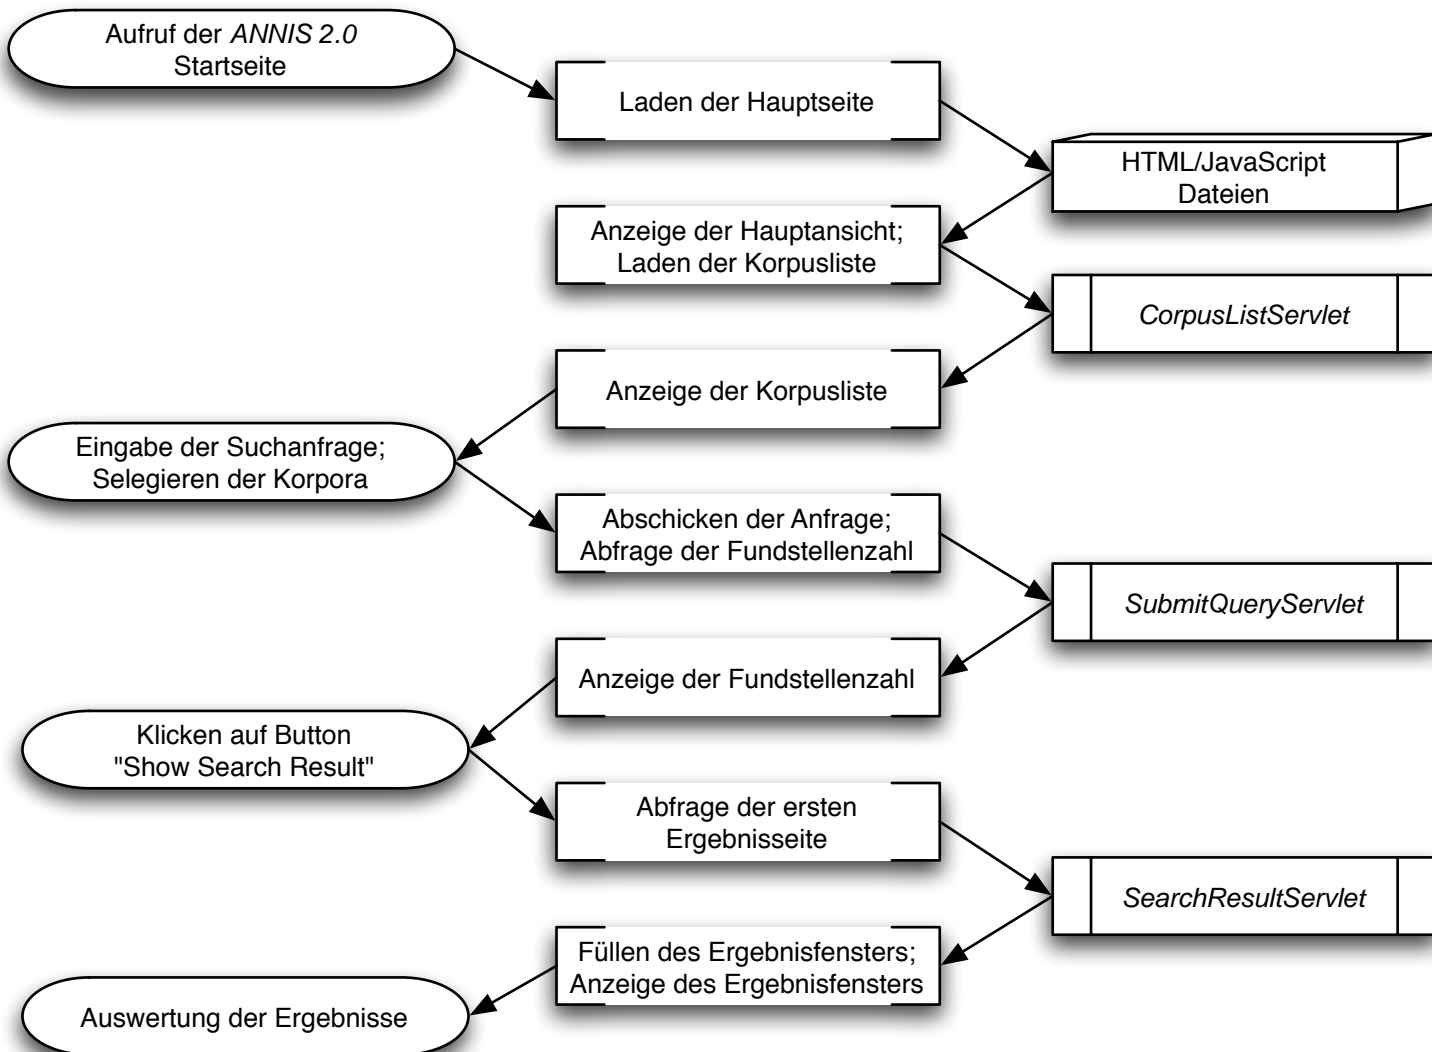 Aufruf der ANNIS 2.0
Startseite
Laden der Hauptseite
HTML/JavaScript
Dateien
Anzeige der Hauptansicht;
Laden der Korpusliste
CorpusListServlet
Anzeige der Korpusliste
Eingabe der Suchanfrage;
Selegieren der Korpora
Abschicken der Anfrage;
Abfrage der Fundstellenzahl
SubmitQueryServlet
Anzeige der Fundstellenzahl
Klicken auf Button
"Show Search Result"
Abfrage der ersten
Ergebnisseite
SearchResultServlet
Füllen des Ergebnisfensters;
Anzeige des Ergebnisfensters
Auswertung der Ergebnisse